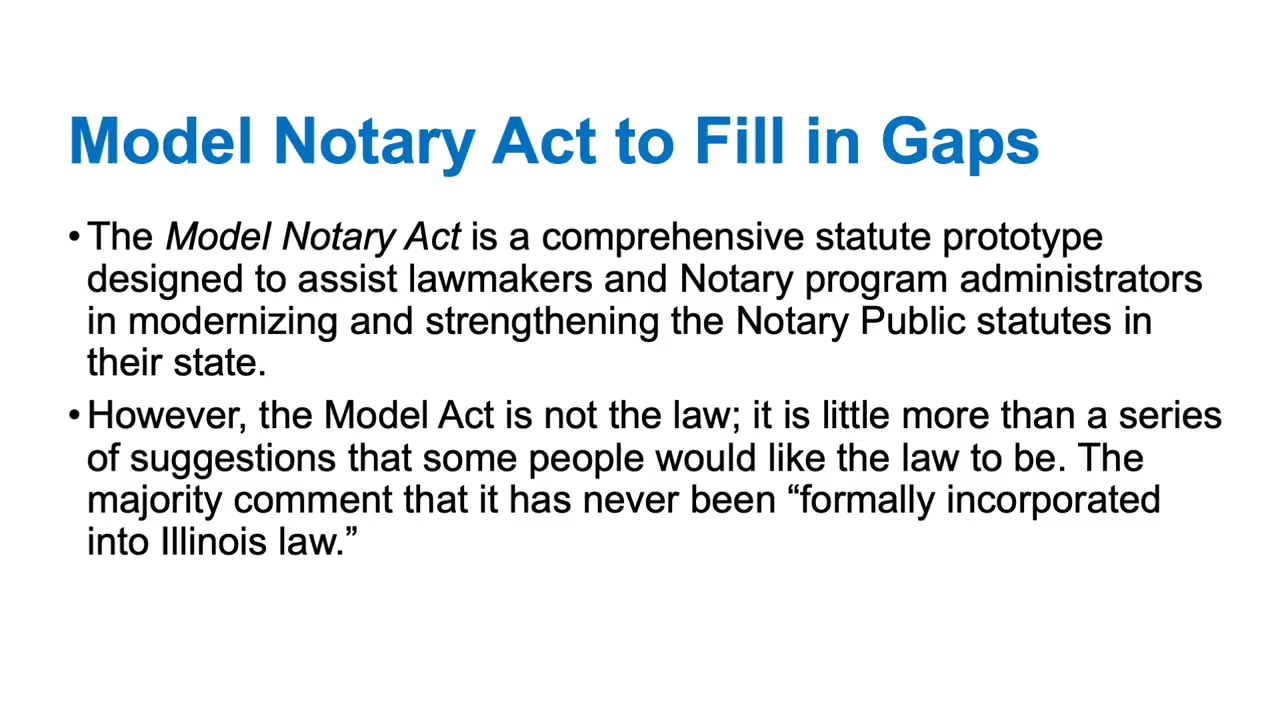 Model Notary Act to Fill in Gaps
•The Model Notary Act is a comprehensive statute prototype
designed to assist lawmakers and Notary program administrators
in modernizing and strengthening the Notary Public statutes in
their state.
•However, the Model Act is not the law; it is little more than a series
of suggestions that some people would like the law to be. The
majority comment that it has never been “formally incorporated
into Illinois law.”